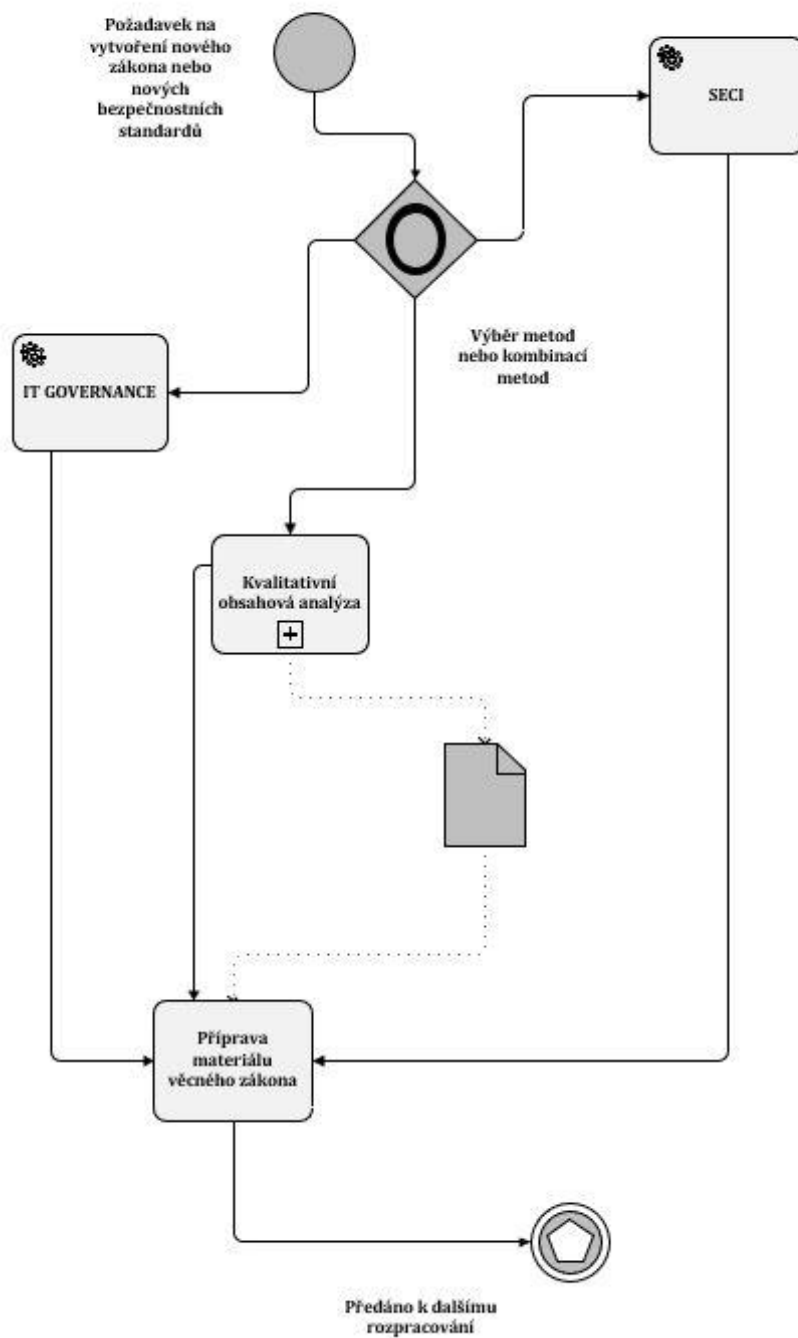 Požadavek na
vytvoření nového
zákona nebo
nových
bezpečnostních
standardů
SECI
Výběr metod
nebo kombinací
metod
IT GOVERNANCE
Kvalitativní
obsahová analýza
Příprava
materiálu
věcného zákona
Předáno k dalšímu
rozpracování